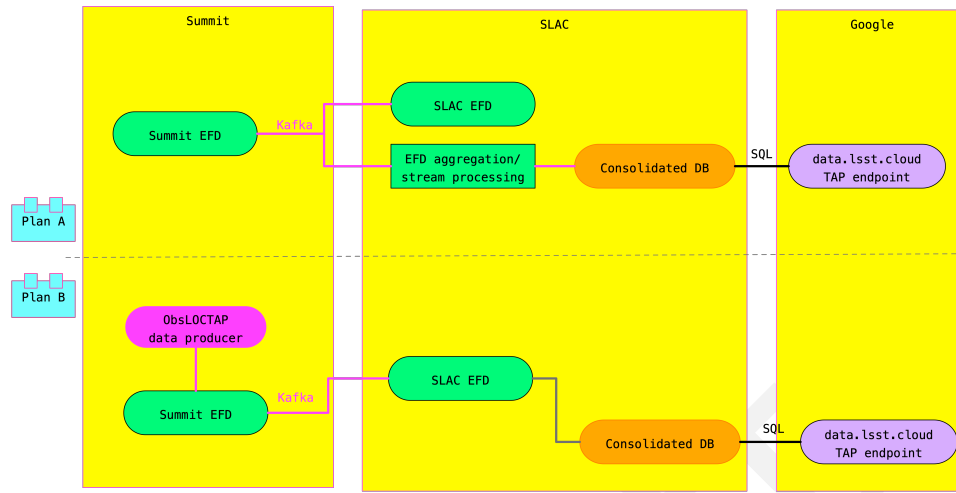 Summit
SLAC
Google
SLAC EFD
Kafka
Summit EFD
EFD aggregation/
stream processing
Consolidated DB
SQL
data.lsst.cloud
TAP endpoint
Plan A
Plan B
ObsLOCTAP
data producer
Kafka
SLAC EFD
Summit EFD
Consolidated DB
SQL
data.lsst.cloud
TAP endpoint